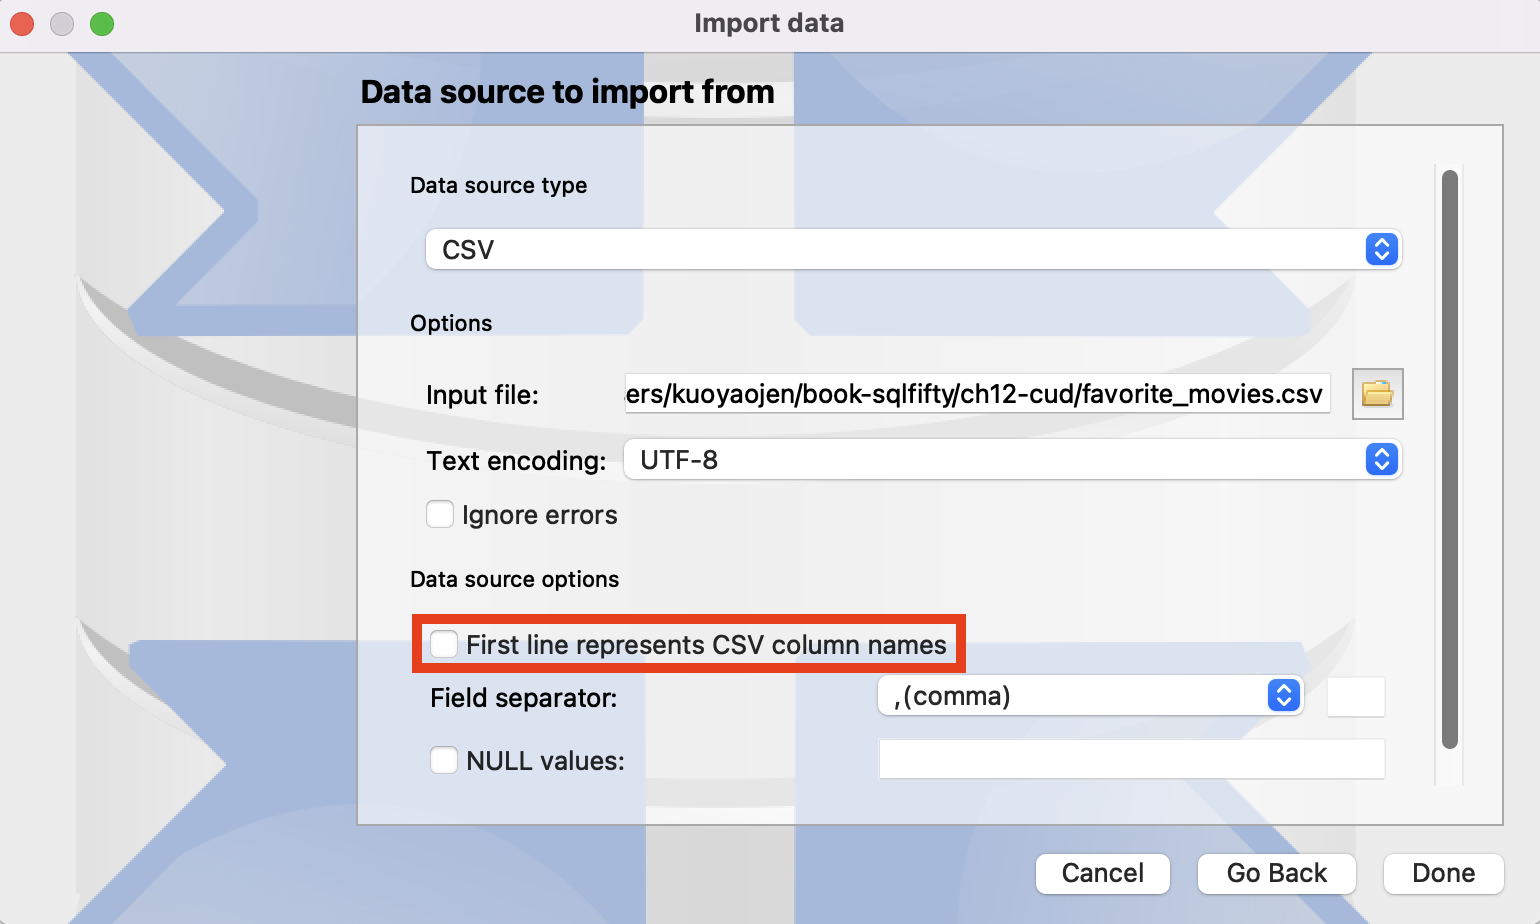 Import data
Data source to import from
Data source type
CSV
Options
Input file: ers/kuoyaojen/book-sqlfifty/ch12-cud/favorite_movies.csv
Text encoding: UTF-8
Ignore errors
Data source options
First line represents CSV column names
Field separator: ,(comma)
NULL values:
Cancel Go Back Done